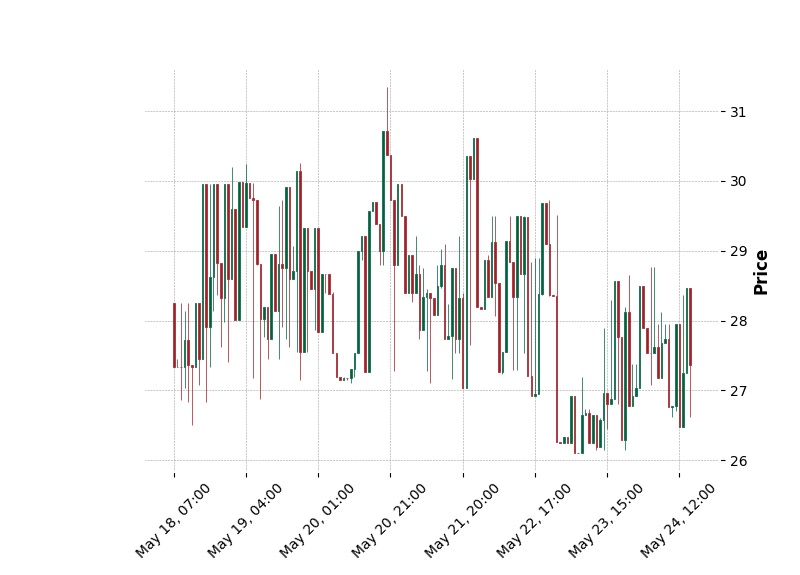 31
30
29
28
27
26
Price
May 18, 07:00
May 19, 04:00
May 20, 01:00
May 20, 21:00
May 21, 20:00
May 22, 17:00
May 23, 15:00
May 24, 12:00